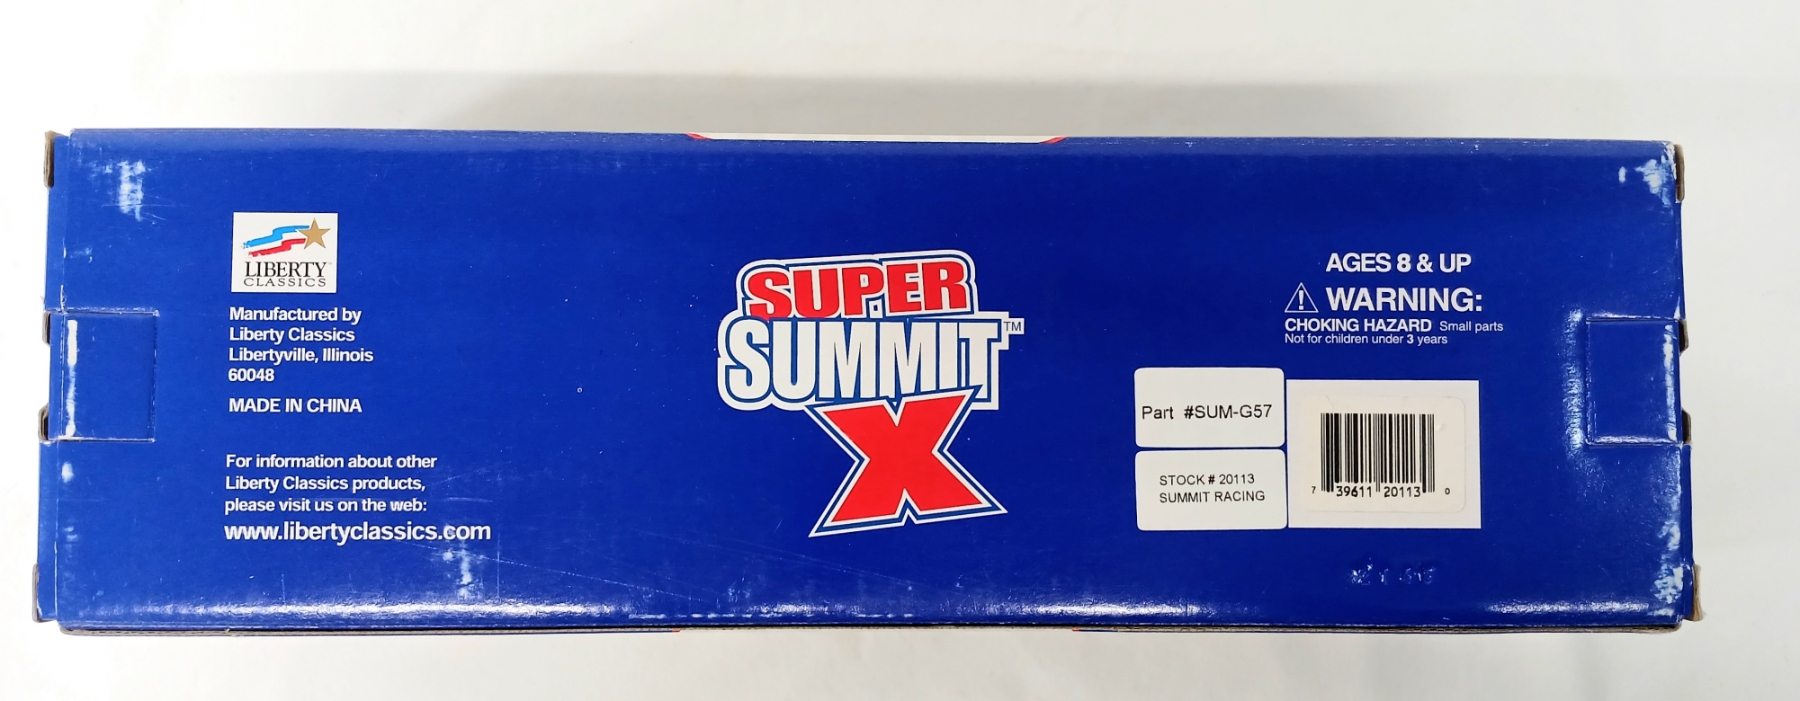 LIBERTY
CLASSICS
Manufactured by
Liberty Classics
Libertyville, Illinois
60048
MADE IN CHINA
For information about other
Liberty Classics products,
please visit us on the web:
www.libertyclassics.com
SUPER
SUMMIT™
X
AGES 8 & UP
⚠ WARNING:
CHOKING HAZARD Small parts
Not for children under 3 years
Part #SUM-G57
STOCK # 20113
SUMMIT RACING
7 39611 20113 0